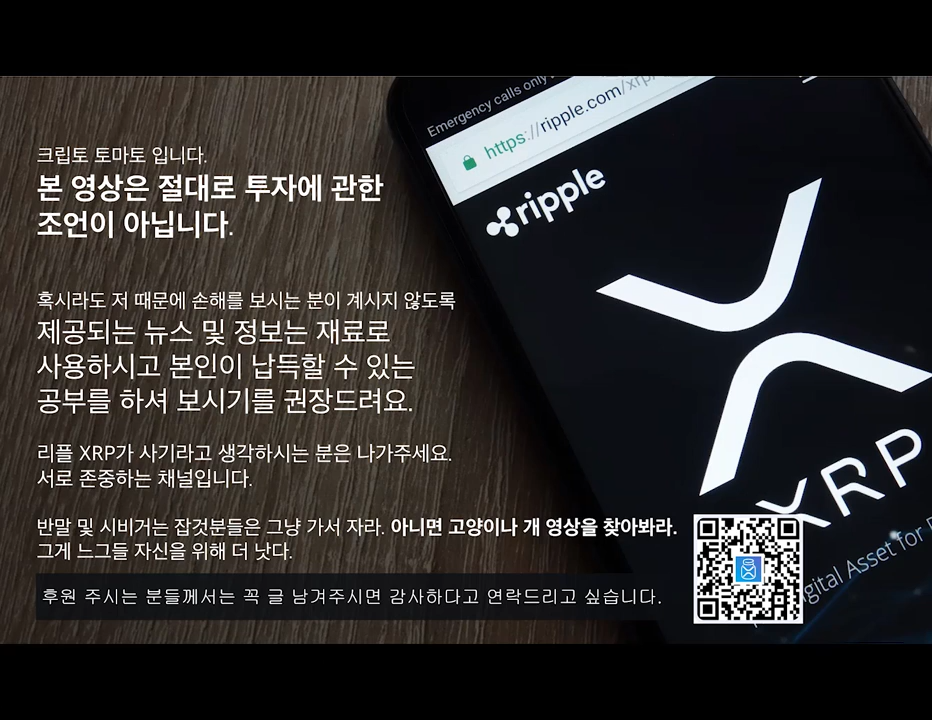 크립토 토마토 입니다.
본 영상은 절대로 투자에 관한
조언이 아닙니다.
혹시라도 저 때문에 손해를 보시는 분이 계시지 않도록
제공되는 뉴스 및 정보는 재료로
사용하시고 본인이 납득할 수 있는
공부를 하셔 보시기를 권장드려요.
리플 XRP가 사기라고 생각하시는 분은 나가주세요.
서로 존중하는 채널입니다.
반말 및 시비거는 잡것분들은 그냥 가서 자라. 아니면 고양이나 개 영상을 찾아봐라.
그게 느그들 자신을 위해 더 낫다.
후원 주시는 분들께서는 꼭 글 남겨주시면 감사하다고 연락드리고 싶습니다.
Emergency calls only
https://ripple.com/xrp/
ripple
XRP
Digital Asset for